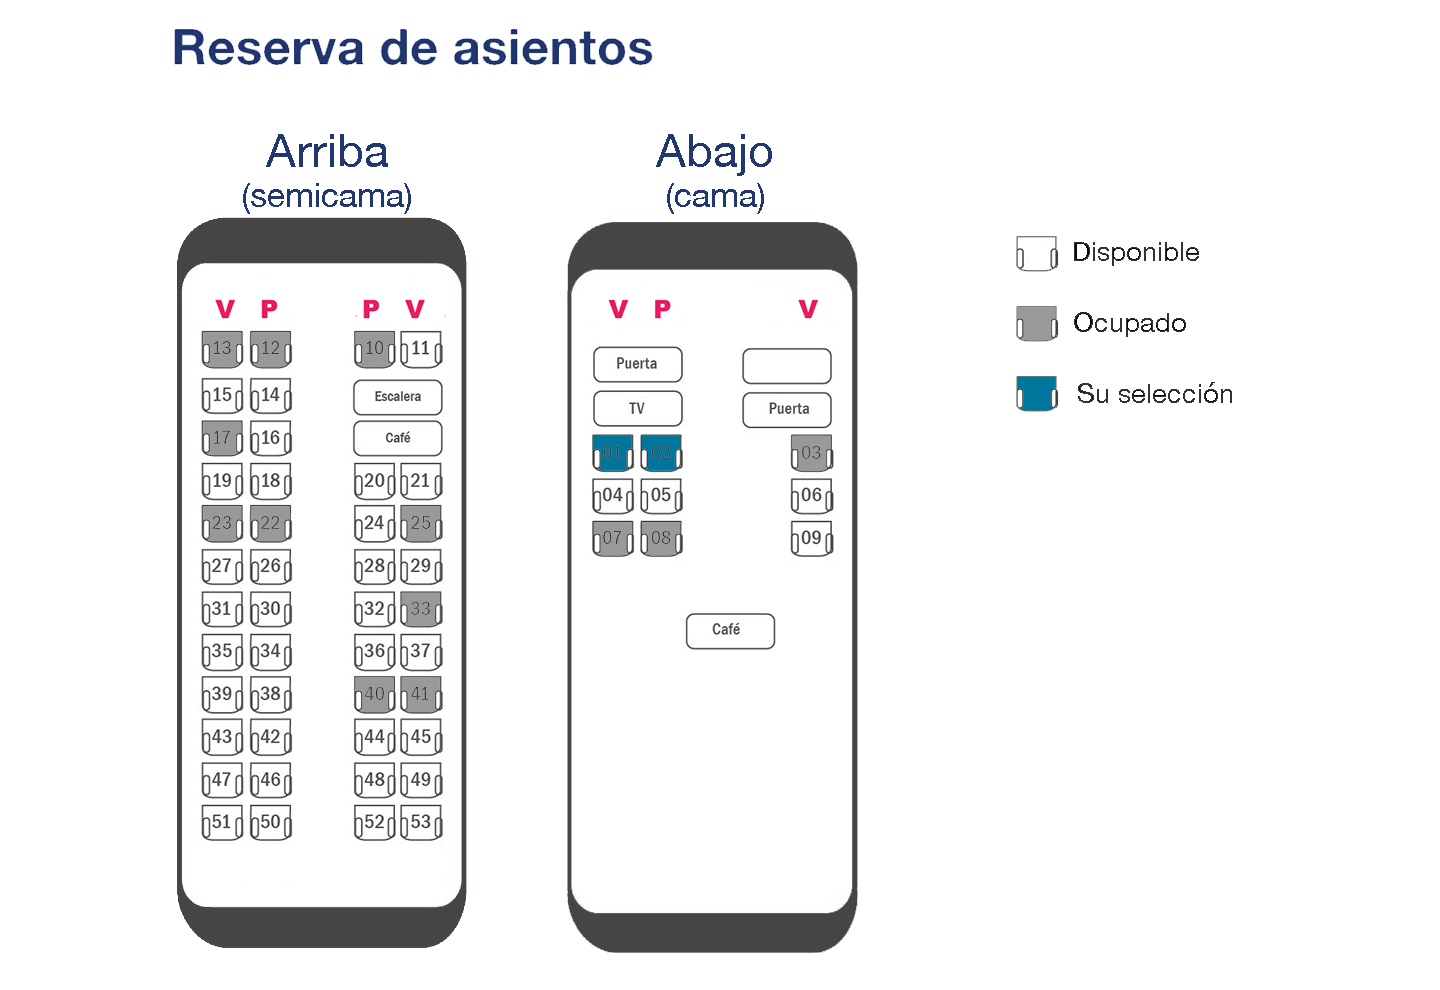 Reserva de asientos
Arriba
(semicama)
V P P V
13 12 10 11
15 14 Escalera
17 16 Café
19 18 20 21
23 22 24 25
27 26 28 29
31 30 32 33
35 34 36 37
39 38 40 41
43 42 44 45
47 46 48 49
51 50 52 53
Abajo
(cama)
V P V
Puerta
TV Puerta
01 02 03
04 05 06
07 08 09
Café
Disponible
Ocupado
Su selección